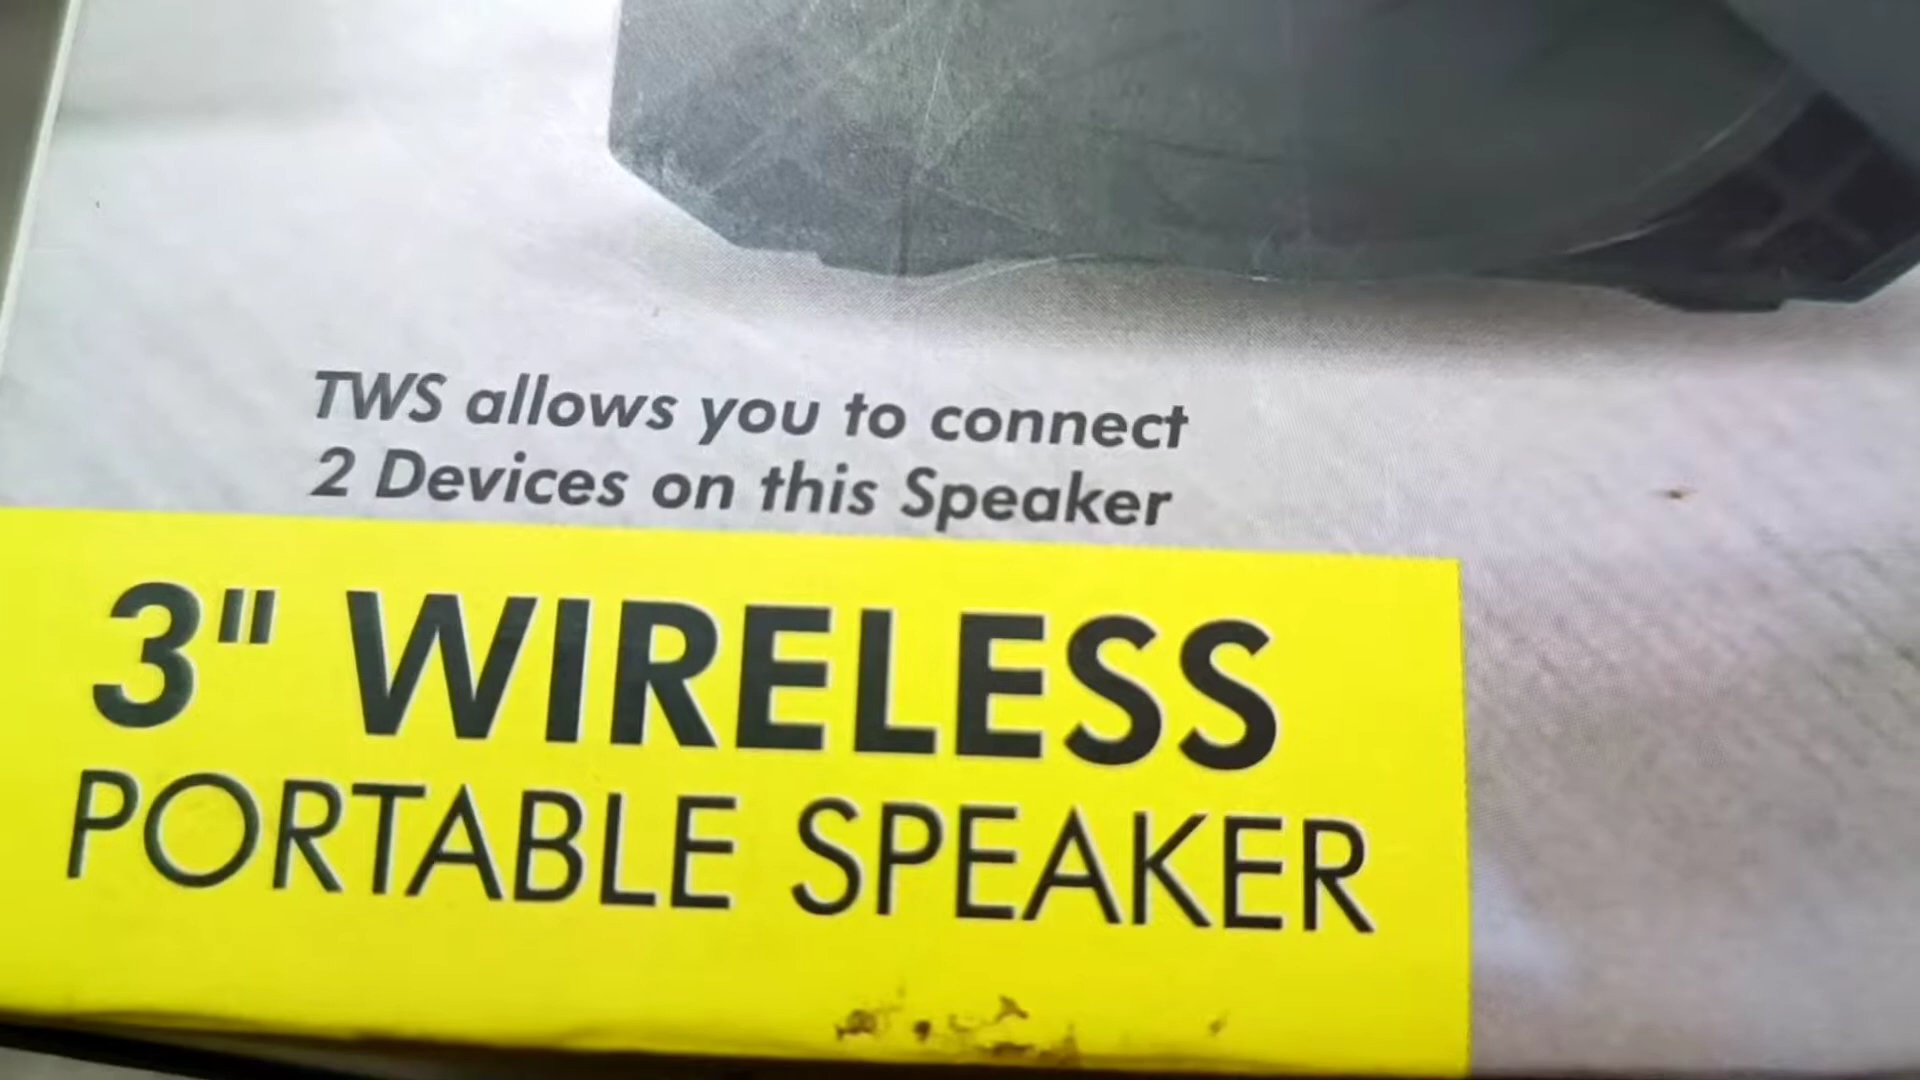 TWS allows you to connect
2 Devices on this Speaker
3" WIRELESS
PORTABLE SPEAKER